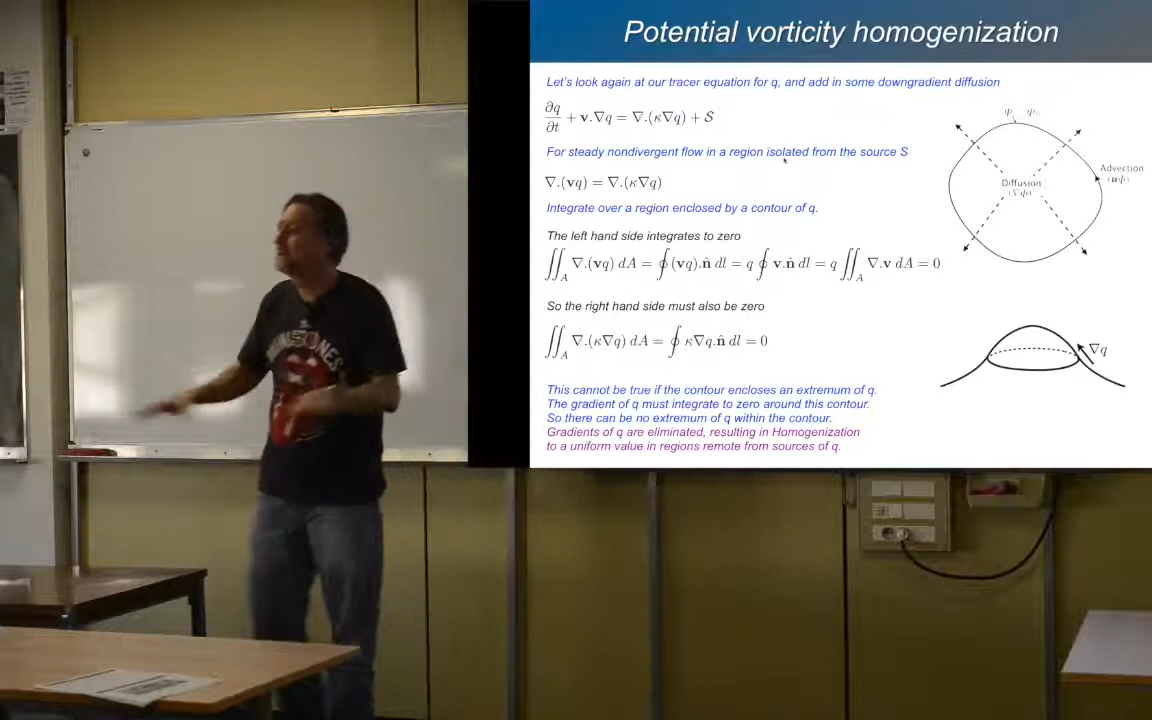 Potential vorticity homogenization
Let's look again at our tracer equation for q, and add in some downgradient diffusion
∂q/∂t + v.∇q = ∇.(κ∇q) + S
For steady nondivergent flow in a region isolated from the source S
∇.(vq) = ∇.(κ∇q)
Integrate over a region enclosed by a contour of q.
The left hand side integrates to zero
∬_A ∇.(vq) dA = ∮(vq).n̂ dl = q ∮ v.n̂ dl = q ∬_A ∇.v dA = 0
So the right hand side must also be zero
∬_A ∇.(κ∇q) dA = ∮ κ∇q.n̂ dl = 0
This cannot be true if the contour encloses an extremum of q.
The gradient of q must integrate to zero around this contour.
So there can be no extremum of q within the contour.
Gradients of q are eliminated, resulting in Homogenization
to a uniform value in regions remote from sources of q.
Advection
Diffusion
∇q